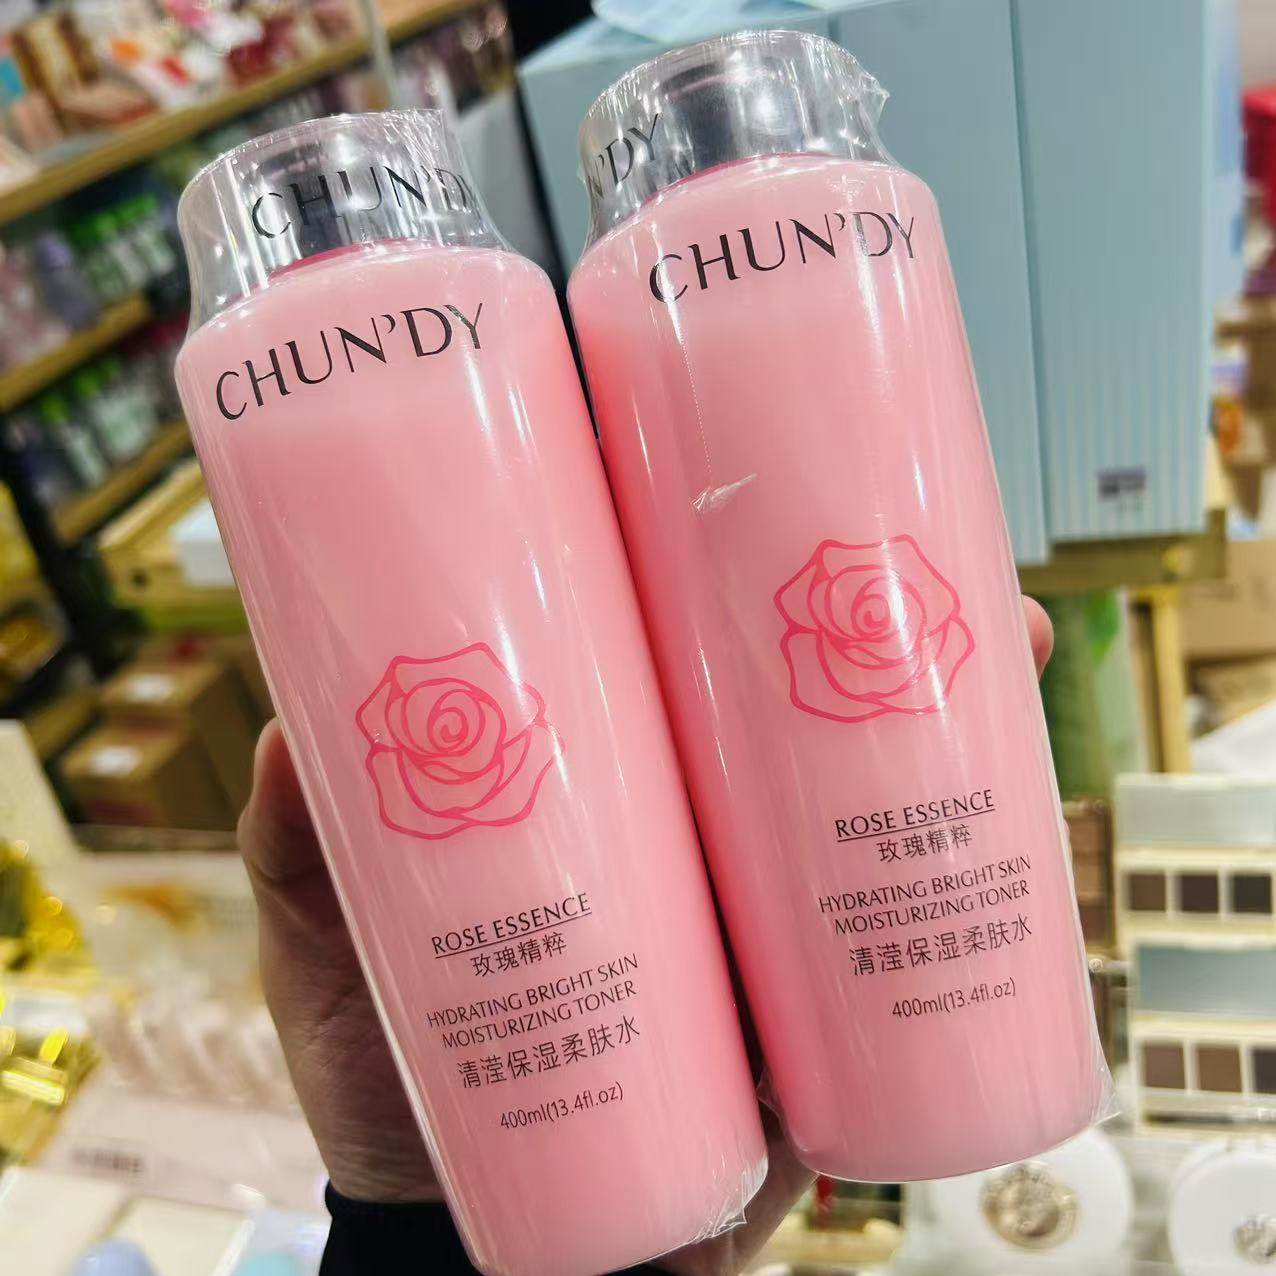 CHUN'DY
CHUN'DY
ROSE ESSENCE
玫瑰精粹
HYDRATING BRIGHT SKIN
MOISTURIZING TONER
清滢保湿柔肤水
400ml(13.4fl.oz)
N'DY
CHUN'DY
ROSE ESSENCE
玫瑰精粹
HYDRATING BRIGHT SKIN
MOISTURIZING TONER
清滢保湿柔肤水
400ml(13.4fl.oz)